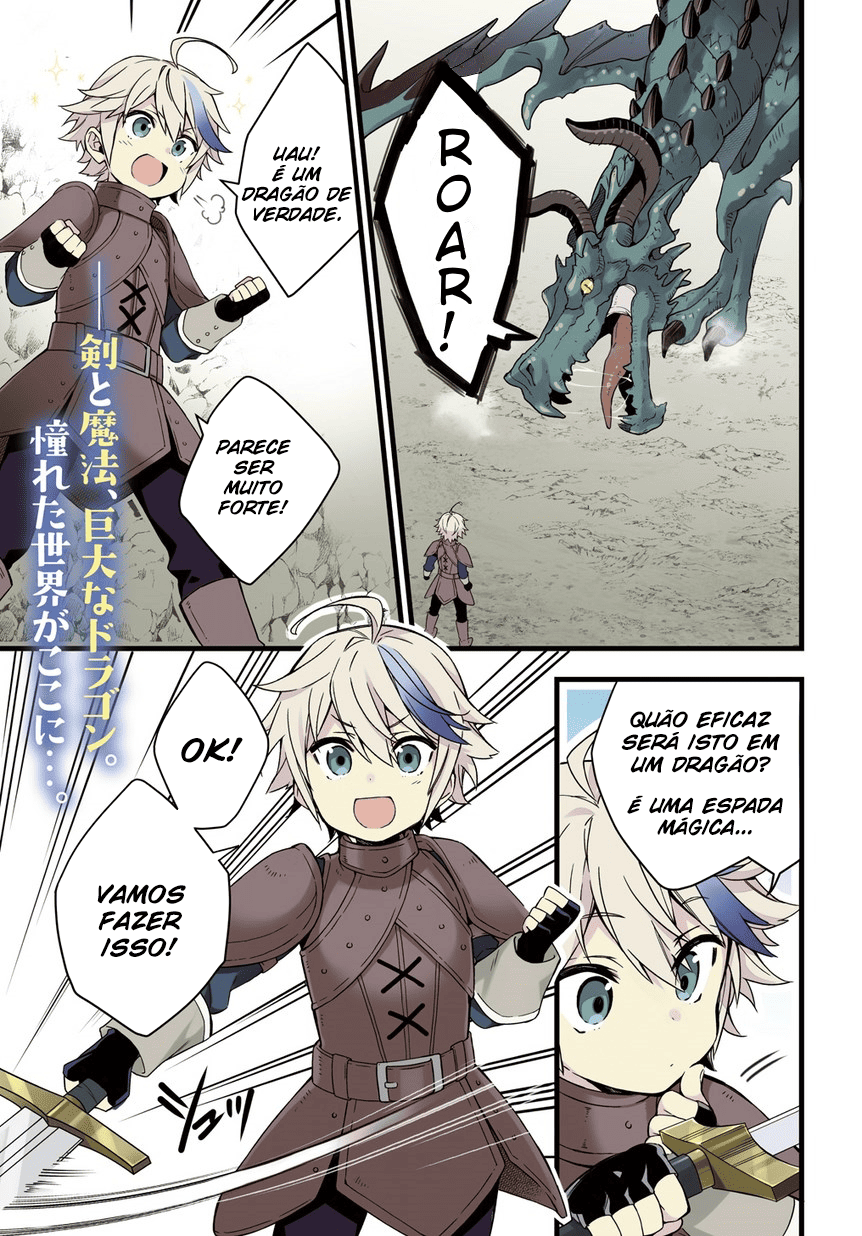 ROAR!
UAU!
É UM
DRAGÃO DE
VERDADE.
PARECE
SER
MUITO
FORTE!
――剣と魔法、巨大なドラゴン。
憧れた世界がここに…。
QUÃO EFICAZ
SERÁ ISTO EM
UM DRAGÃO?
É UMA ESPADA
MÁGICA...
OK!
VAMOS
FAZER
ISSO!
ジュッ